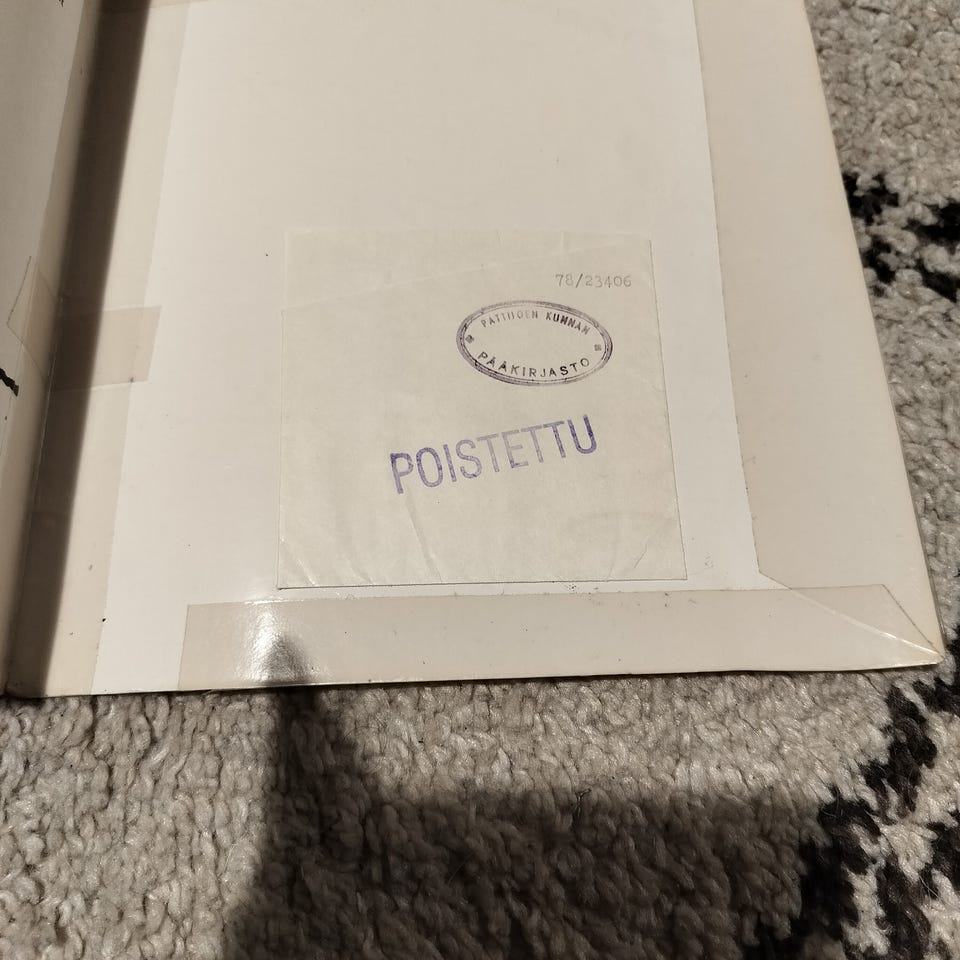 78/23406
PATTIJOEN KUNNAN
PÄÄKIRJASTO
POISTETTU